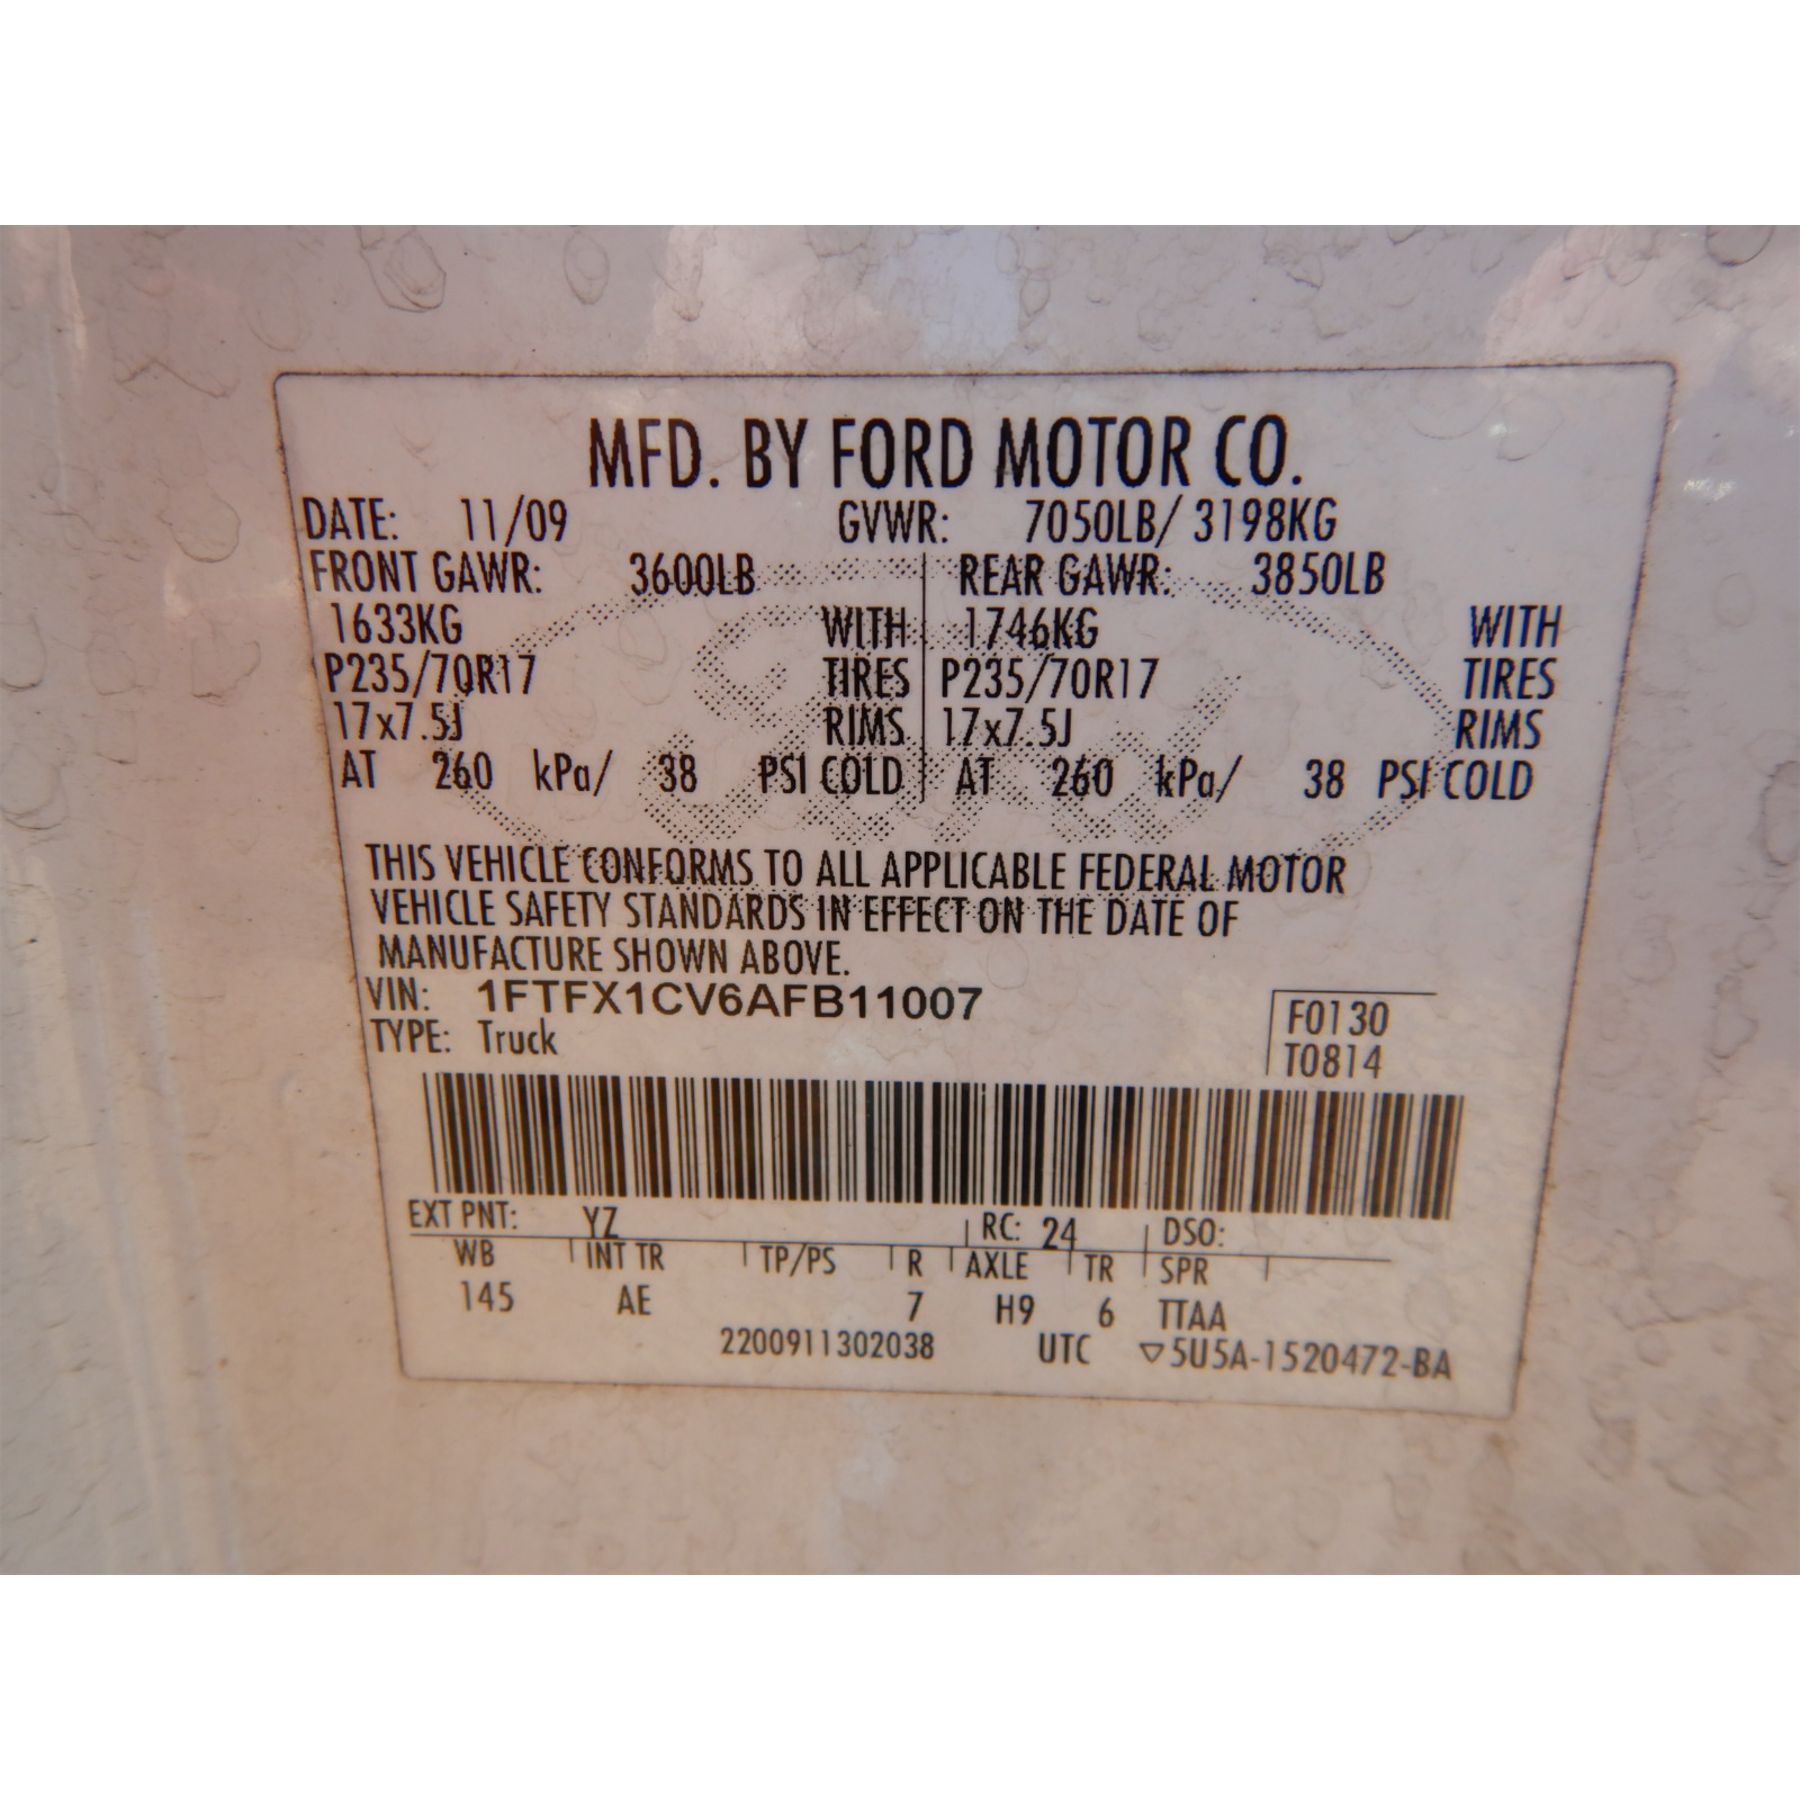 MFD. BY FORD MOTOR CO.
DATE: 11/09 GVWR: 7050LB/ 3198KG
FRONT GAWR: 3600LB REAR GAWR: 3850LB
1633KG WITH 1746KG WITH
P235/70R17 TIRES P235/70R17 TIRES
17x7.5J RIMS 17x7.5J RIMS
AT 260 kPa/ 38 PSI COLD AT 260 kPa/ 38 PSI COLD
THIS VEHICLE CONFORMS TO ALL APPLICABLE FEDERAL MOTOR
VEHICLE SAFETY STANDARDS IN EFFECT ON THE DATE OF
MANUFACTURE SHOWN ABOVE.
VIN: 1FTFX1CV6AFB11007
F0130
TYPE: Truck
T0814
EXT PNT: YZ RC: 24 DSO:
WB INT TR TP/PS R AXLE TR SPR
145 AE 7 H9 6 TTAA
2200911302038 UTC ▽5U5A-1520472-BA